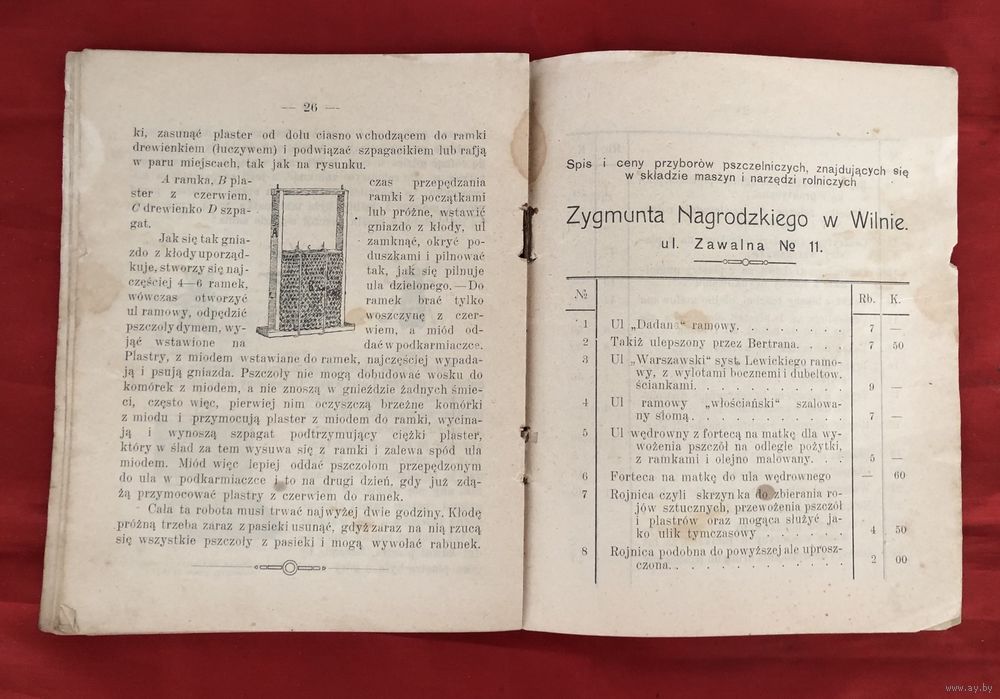 — 26 —
ki, zasunąć plaster od dołu ciasno wchodzącem do ramki
drewienkiem (łuczywem) i podwiązać szpagacikiem lub rafją
w paru miejscach, tak jak na rysunku.
A ramka, B pla-
ster z czerwiem,
C drewienko D szpa-
gat.
Jak się tak gnia-
zdo z kłody uporząd-
kuje, stworzy się naj-
częściej 4—6 ramek,
wówczas otworzyć
ul ramowy, odpędzić
pszczoły dymem, wy-
jąć wstawione na
czas przepędzania
ramki z początkami
lub próżne, wstawić
gniazdo z kłody, ul
zamknąć, okryć po-
duszkami i pilnować
tak, jak się pilnuje
ula dzielonego. — Do
ramek brać tylko
woszczynę z czer-
wiem, a miód od-
dać w podkarmiaczce.
Plastry, z miodem wstawiane do ramek, najczęściej wypada-
ją i psują gniazda. Pszczoły nie mogą dobudować wosku do
komórek z miodem, a nie znoszą w gnieździe żadnych śmie-
ci, często więc, pierwiej nim oczyszczą brzeżne komórki
z miodu i przymocują plaster z miodem do ramki, wycina-
ją i wynoszą szpagat podtrzymujący ciężki plaster,
który w ślad za tem wysuwa się z ramki i zalewa spód ula
miodem. Miód więc lepiej oddać pszczołom przepędzonym
do ula w podkarmiaczce i to na drugi dzień, gdy już zdą-
żą przymocować plastry z czerwiem do ramek.
Cała ta robota musi trwać najwyżej dwie godziny. Kłodę
próżną trzeba zaraz z pasieki usunąć, gdyż zaraz na nią rzucą
się wszystkie pszczoły z pasieki i mogą wywołać rabunek.
Spis i ceny przyborów pszczelniczych, znajdujących się
w składzie maszyn i narzędzi rolniczych
Zygmunta Nagrodzkiego w Wilnie.
ul. Zawalna № 11.
№ Rb. K.
1 Ul „Dadana" ramowy. . . . . . . . 7 —
2 Takiż ulepszony przez Bertrana. . . . 7 50
3 Ul „Warszawski" syst. Lewickiego ramo-
wy, z wylotami bocznemi i dubeltow.
ściankami. . . . . . . . . . . . 9 —
4 Ul ramowy „włościański" szalowa-
ny słomą. . . . . . . . . . . . 7 —
5 Ul wędrowny z fortecą na matkę dla wy-
wożenia pszczół na odległe pożytki,
z ramkami i olejno malowany. . . 5 —
6 Forteca na matkę do ula wędrownego — 60
7 Rojnica czyli skrzynka do zbierania ro-
jów sztucznych, przewożenia pszczół
i plastrów oraz mogąca służyć ja-
ko ulik tymczasowy . . . . . . . 4 50
8 Rojnica podobna do powyższej ale uprosz-
czona. . . . . . . . . . . . . . 2 00
www.ay.by